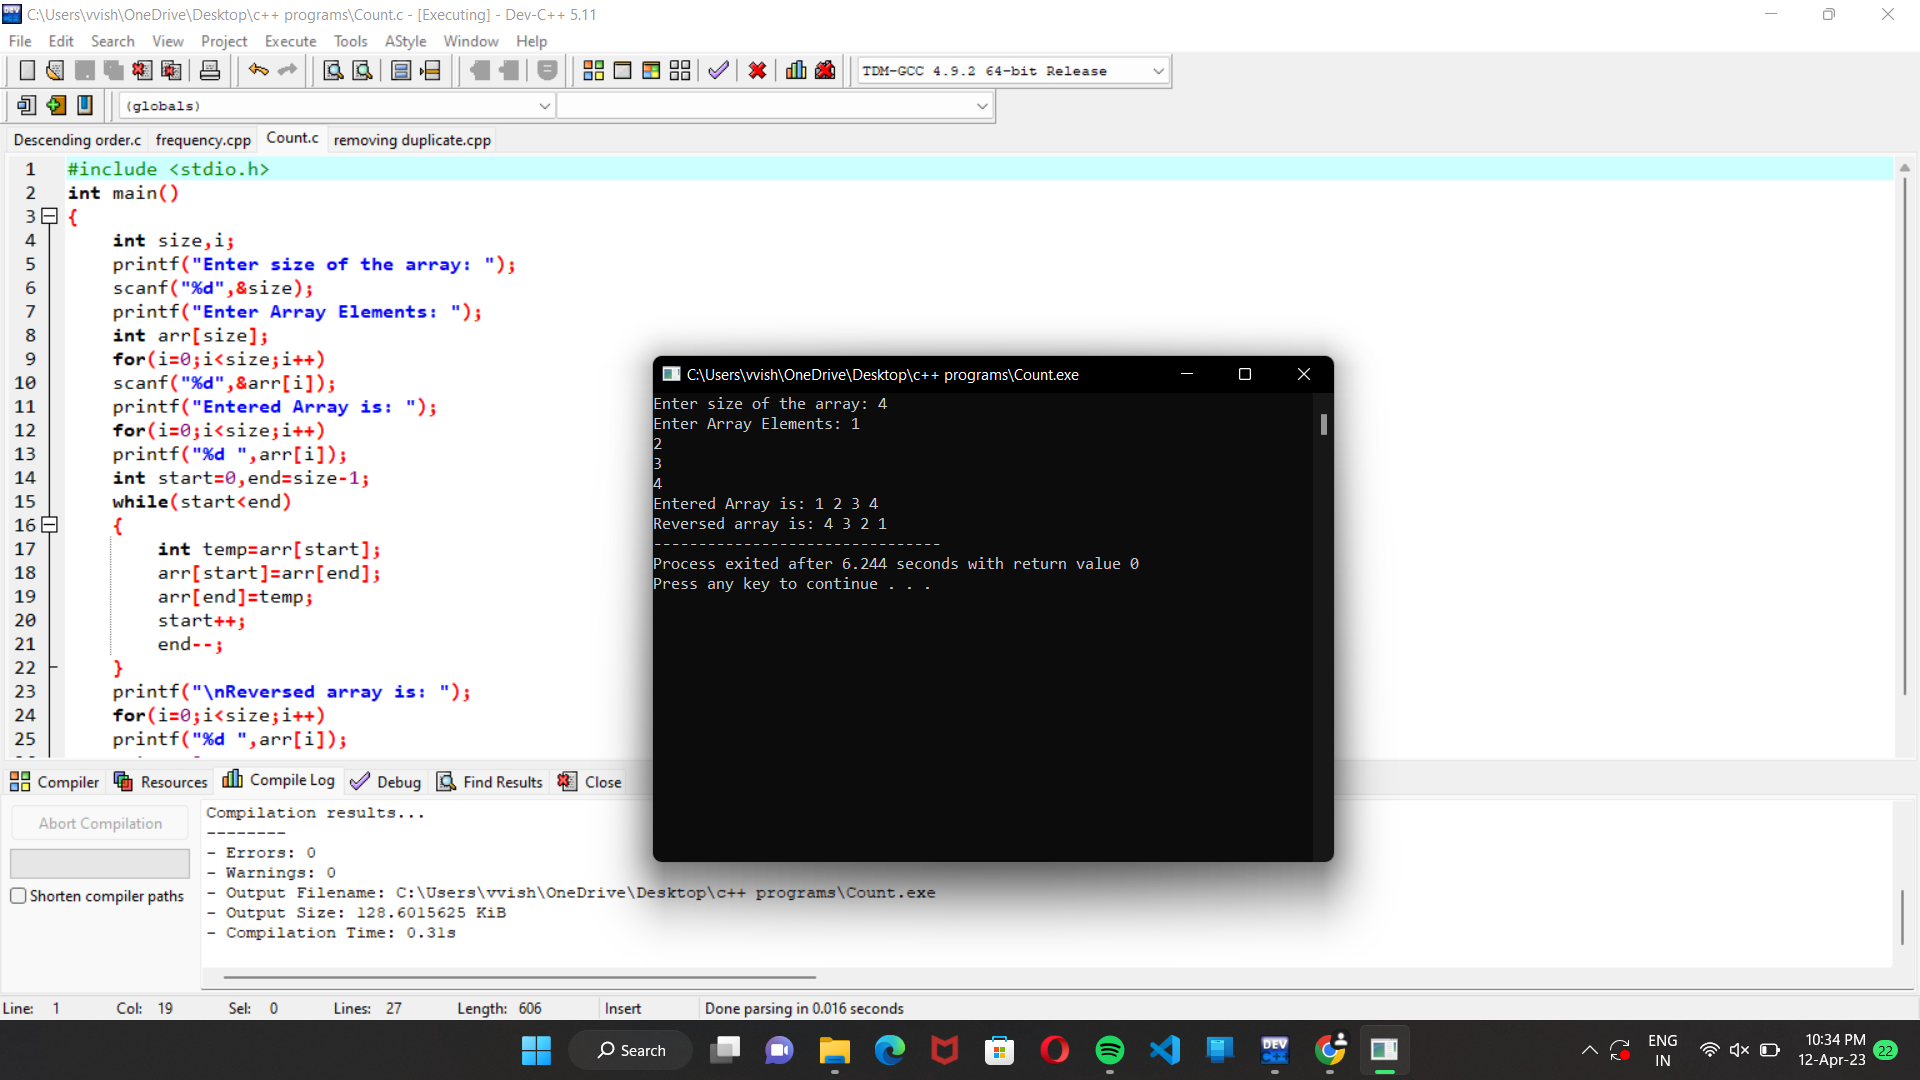 C:\Users\vvish\OneDrive\Desktop\c++ programs\Count.c - [Executing] - Dev-C++ 5.11
File Edit Search View Project Execute Tools AStyle Window Help
TDM-GCC 4.9.2 64-bit Release
(globals)
Descending order.c frequency.cpp Count.c removing duplicate.cpp
1 #include <stdio.h>
2 int main()
3 {
4 int size,i;
5 printf("Enter size of the array: ");
6 scanf("%d",&size);
7 printf("Enter Array Elements: ");
8 int arr[size];
9 for(i=0;i<size;i++)
10 scanf("%d",&arr[i]);
11 printf("Entered Array is: ");
12 for(i=0;i<size;i++)
13 printf("%d ",arr[i]);
14 int start=0,end=size-1;
15 while(start<end)
16 {
17 int temp=arr[start];
18 arr[start]=arr[end];
19 arr[end]=temp;
20 start++;
21 end--;
22 }
23 printf("\nReversed array is: ");
24 for(i=0;i<size;i++)
25 printf("%d ",arr[i]);
C:\Users\vvish\OneDrive\Desktop\c++ programs\Count.exe
Enter size of the array: 4
Enter Array Elements: 1
2
3
4
Entered Array is: 1 2 3 4
Reversed array is: 4 3 2 1
--------------------------------
Process exited after 6.244 seconds with return value 0
Press any key to continue . . .
Compiler Resources Compile Log Debug Find Results Close
Abort Compilation
Shorten compiler paths
Compilation results...
--------
- Errors: 0
- Warnings: 0
- Output Filename: C:\Users\vvish\OneDrive\Desktop\c++ programs\Count.exe
- Output Size: 128.6015625 KiB
- Compilation Time: 0.31s
Line: 1 Col: 19 Sel: 0 Lines: 27 Length: 606 Insert Done parsing in 0.016 seconds
Search
DEV C++
ENG
IN
10:34 PM
12-Apr-23
22